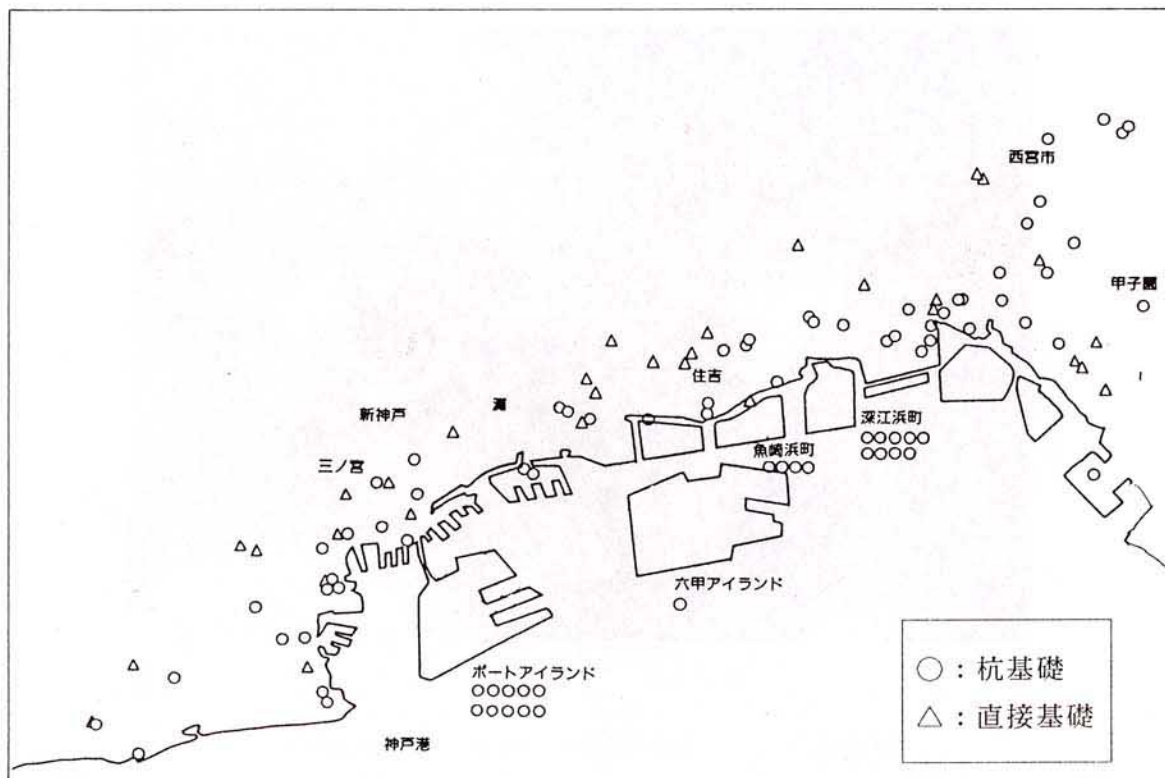 西宮市
甲子園
住吉
新神戸
灘
深江浜町
魚崎浜町
三ノ宮
六甲アイランド
ポートアイランド
神戸港
○：杭基礎
△：直接基礎